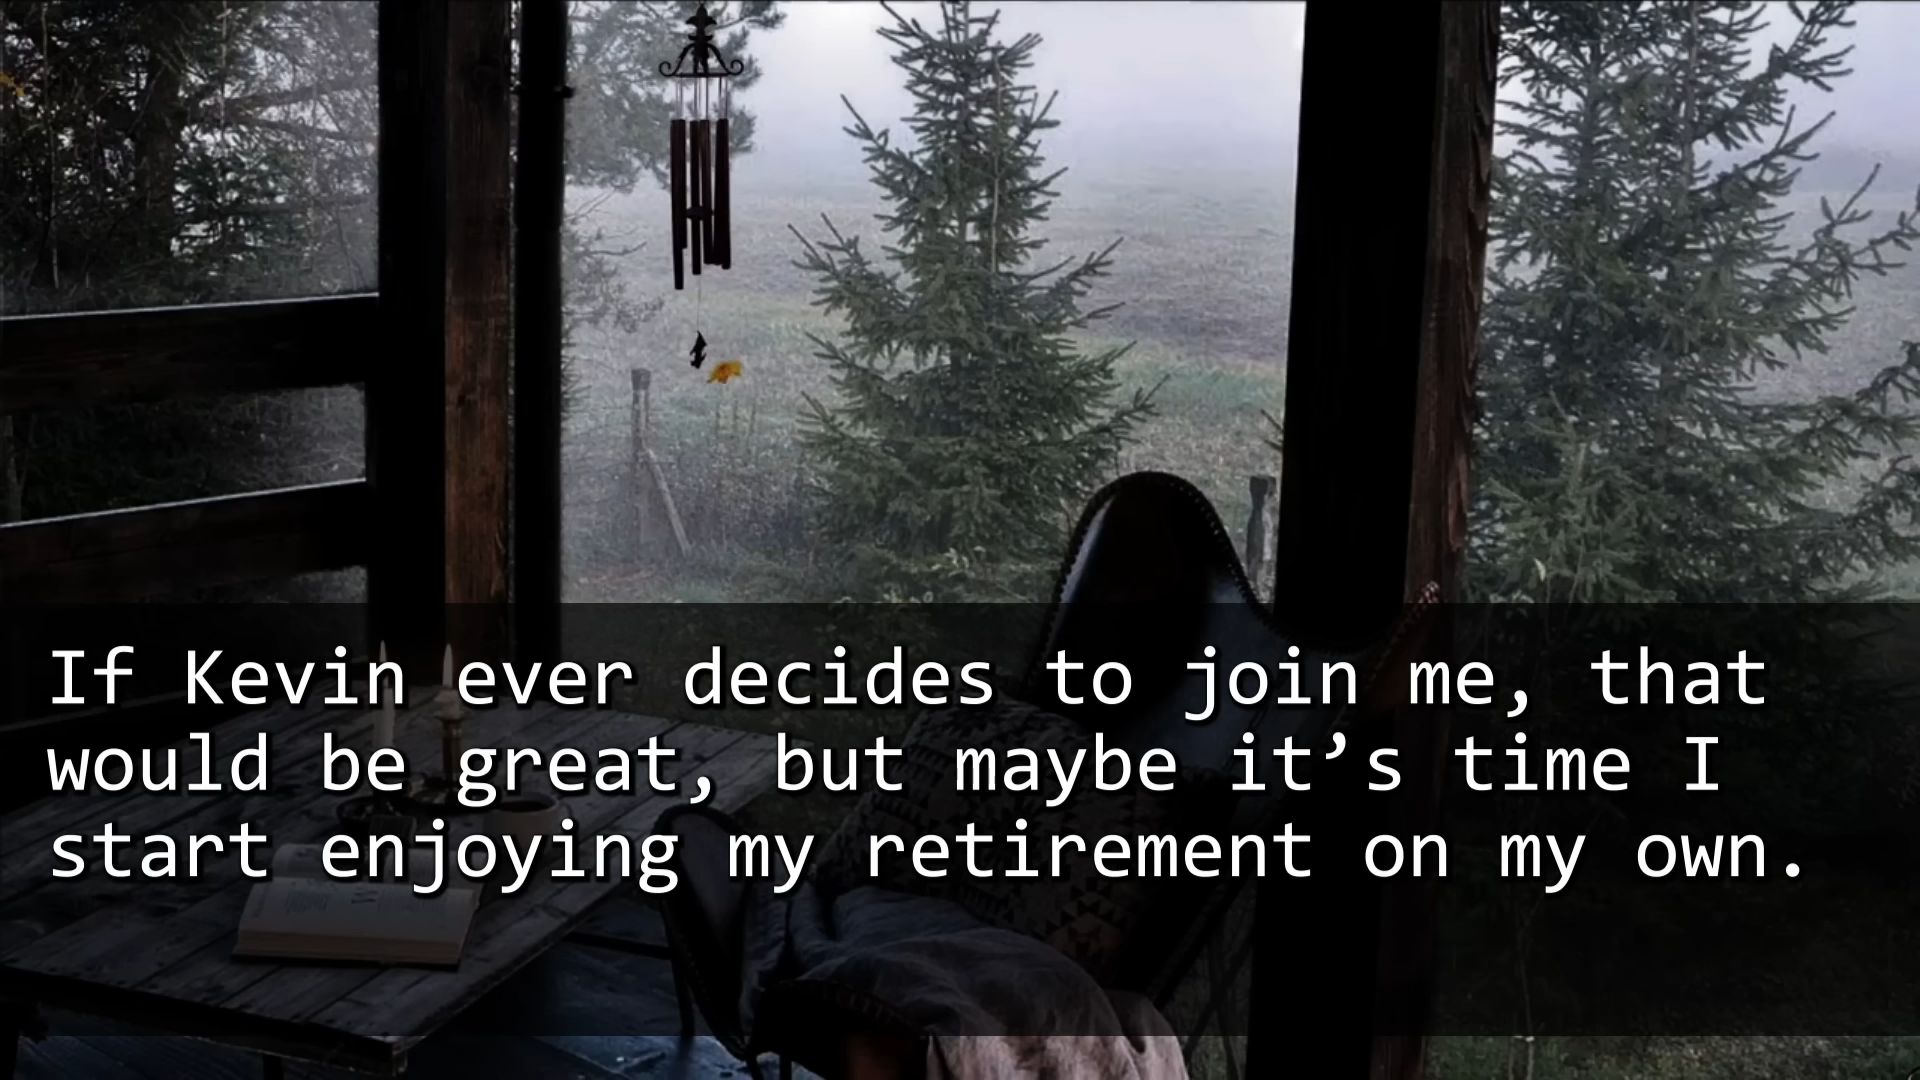 If Kevin ever decides to join me, that
would be great, but maybe it’s time I
start enjoying my retirement on my own.